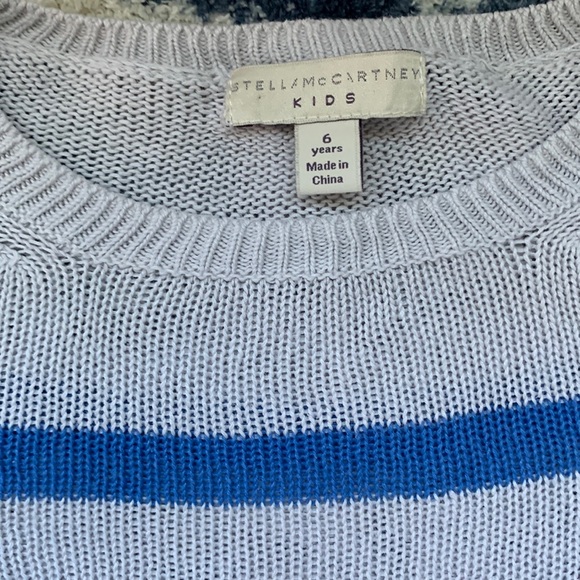 STELLA McCARTNEY
KIDS
6
years
Made in
China